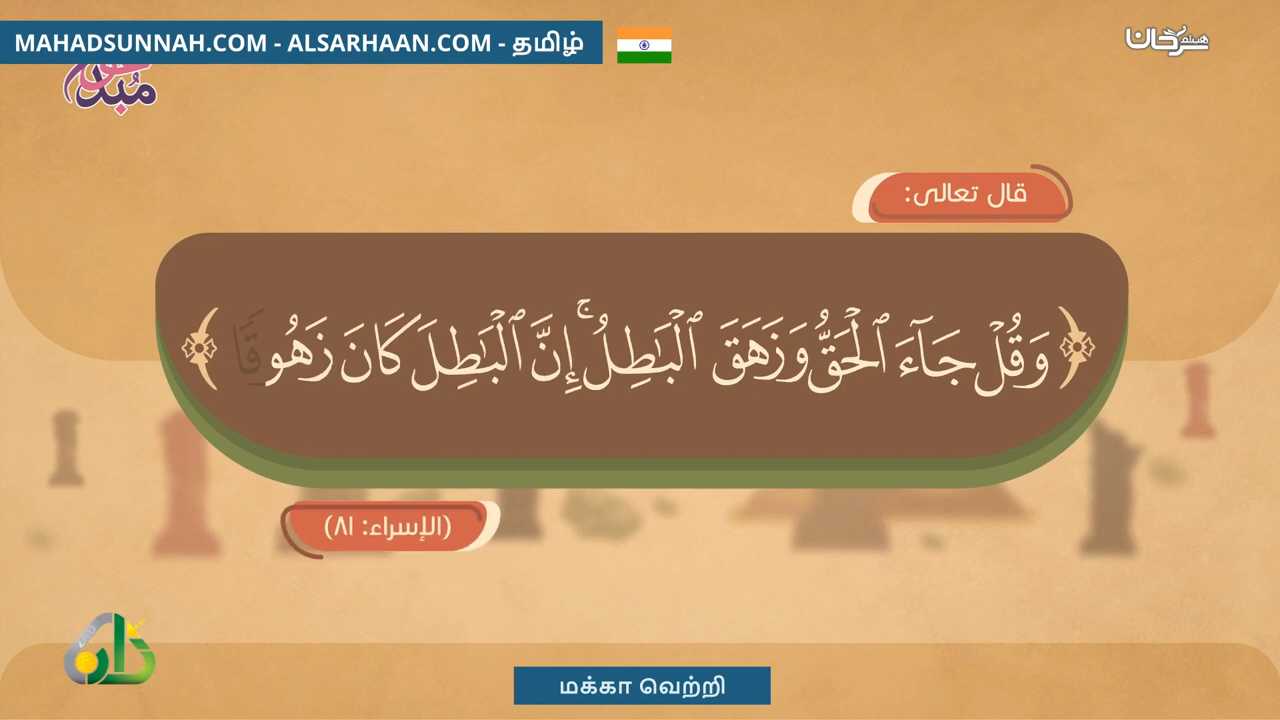 MAHADSUNNAH.COM - ALSARHAAN.COM - தமிழ்
قال تعالى:
وَقُلْ جَآءَ ٱلْحَقُّ وَزَهَقَ ٱلْبَٰطِلُ ۚ إِنَّ ٱلْبَٰطِلَ كَانَ زَهُوقًا
(الإسراء: ٨١)
மக்கா வெற்றி